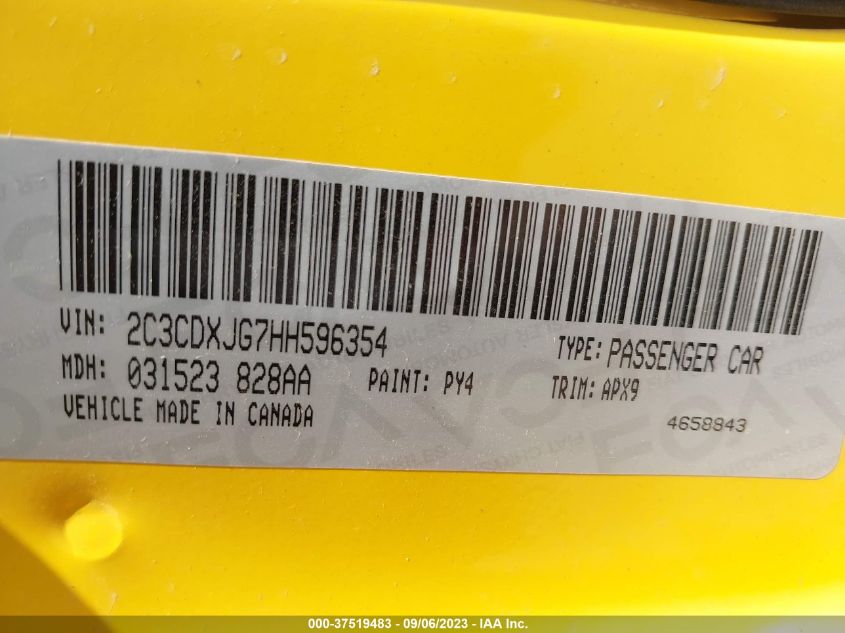 VIN: 2C3CDXJG7HH596354
TYPE: PASSENGER CAR
MDH: 031523 828AA
PAINT: PY4
TRIM: APX9
VEHICLE MADE IN CANADA
4658843
000-37519483 - 09/06/2023 - IAA Inc.